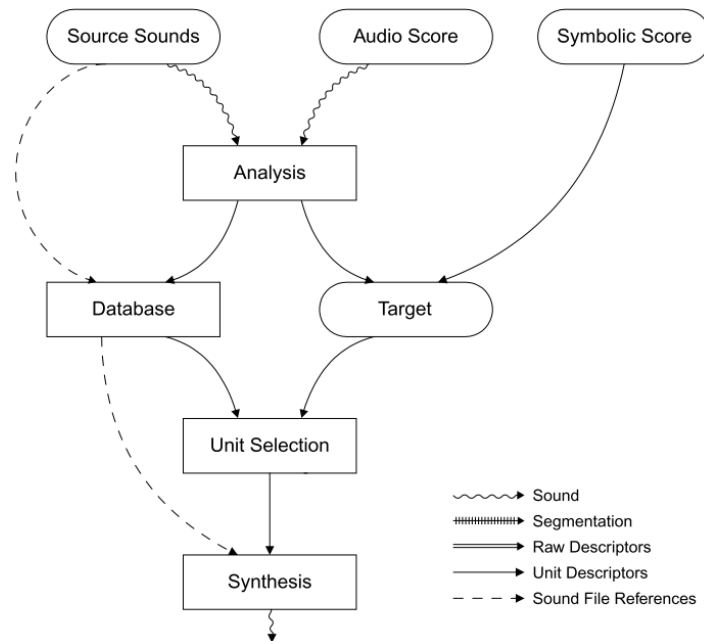 Source Sounds
Audio Score
Symbolic Score
Analysis
Database
Target
Unit Selection
Synthesis
Sound
Segmentation
Raw Descriptors
Unit Descriptors
Sound File References